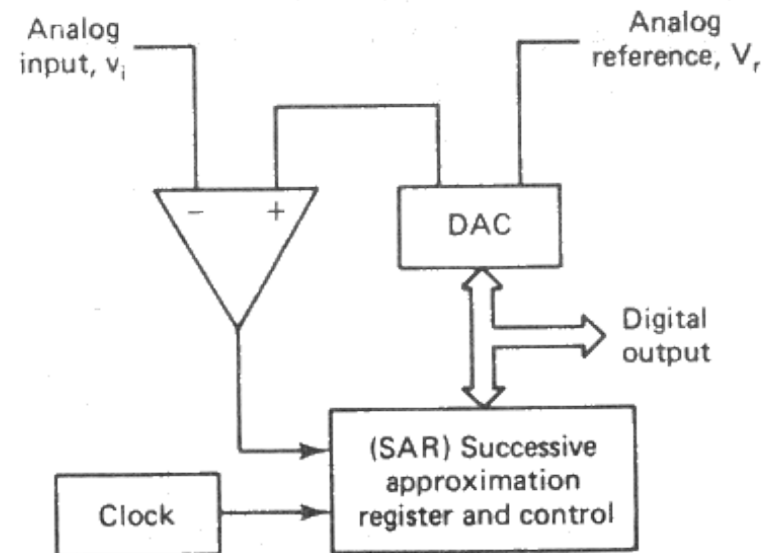 Analog
input, vi
Analog
reference, Vr
- +
DAC
Digital
output
(SAR) Successive
approximation
register and control
Clock